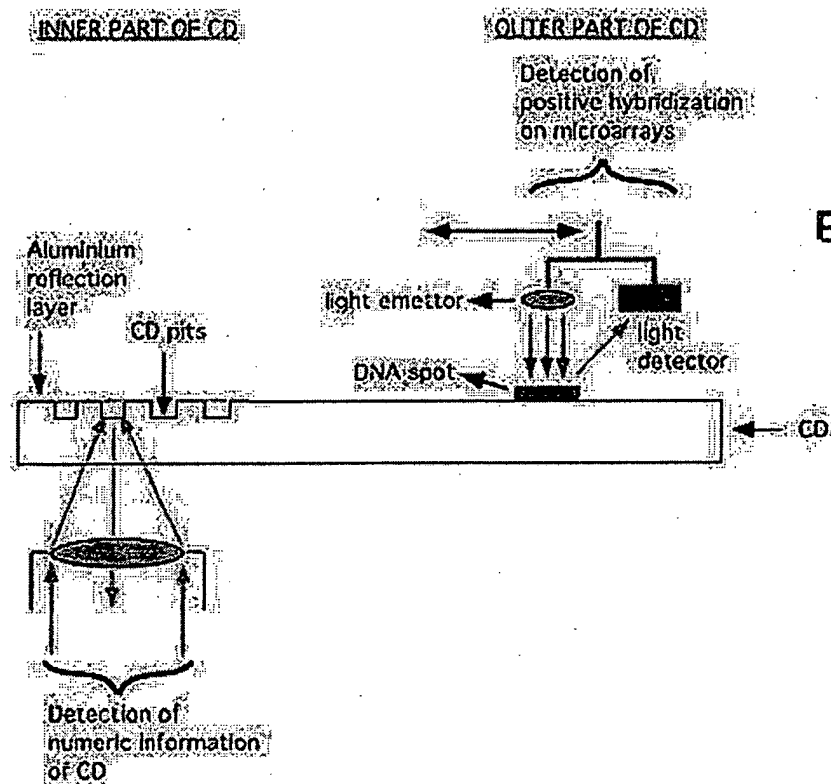 INNER PART OF CD
OUTER PART OF CD
Detection of
positive hybridization
on microarrays
E
Aluminium
reflection
layer
CD pits
light emettor
light
detector
DNA spot
CD
Detection of
numeric information
of CD